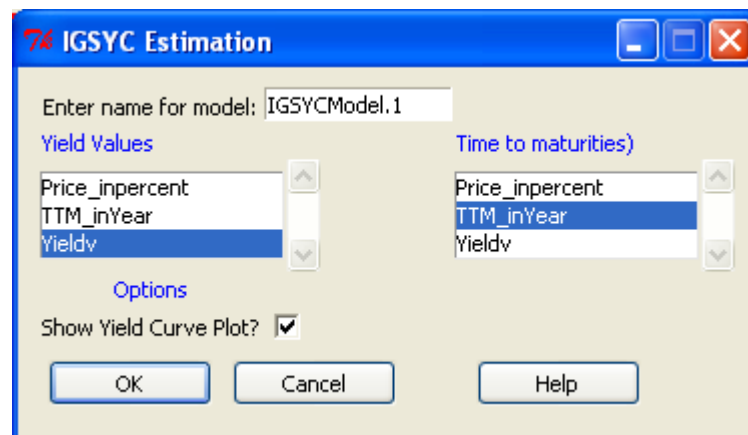 IGSYC Estimation
Enter name for model: IGSYCModel.1
Yield Values
Price_inpercent
TTM_inYear
Yieldv
Time to maturities)
Price_inpercent
TTM_inYear
Yieldv
Options
Show Yield Curve Plot?
OK Cancel Help